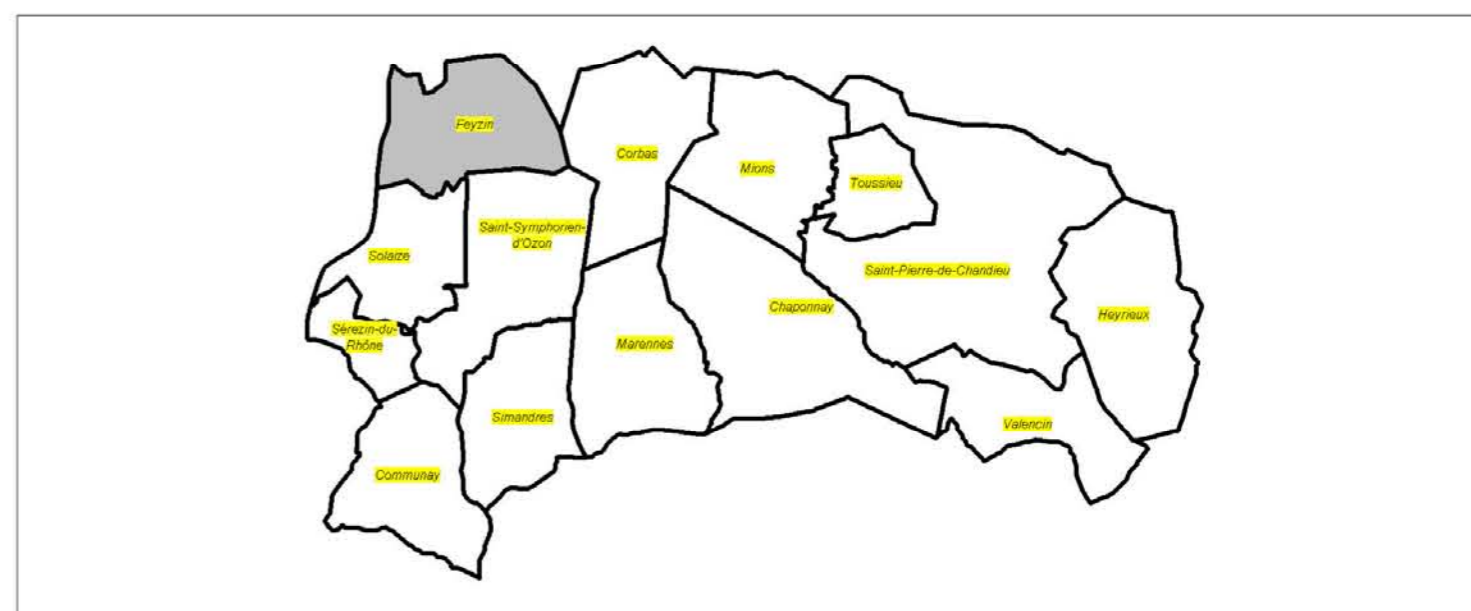 Feyzin
Corbas
Mions
Toussieu
Saint-Symphorien-
d'Ozon
Solaize
Saint-Pierre-de-Chandieu
Chaponnay
Heyrieux
Sérezin-du-
Rhône
Marennes
Simandres
Valencin
Communay